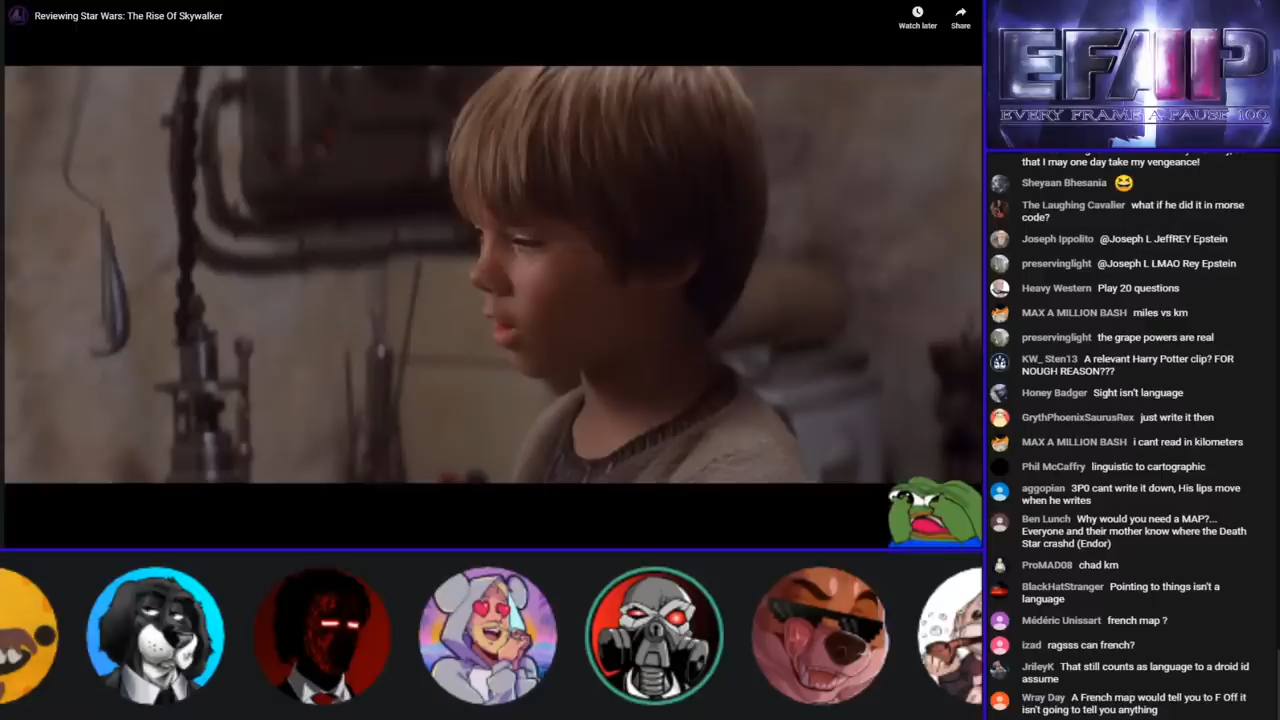 Reviewing Star Wars: The Rise Of Skywalker
Watch later
Share
EFAP
EVERY FRAME A PAUSE 100
that I may one day take my vengeance!
Sheyaan Bhesania 😆
The Laughing Cavalier what if he did it in morse
code?
Joseph Ippolito @Joseph L JeffREY Epstein
preservinglight @Joseph L LMAO Rey Epstein
Heavy Western Play 20 questions
MAX A MILLION BASH miles vs km
preservinglight the grape powers are real
KW_ Sten13 A relevant Harry Potter clip? FOR
NOUGH REASON???
Honey Badger Sight isn't language
GrythPhoenixSaurusRex just write it then
MAX A MILLION BASH i cant read in kilometers
Phil McCaffry linguistic to cartographic
aggopian 3P0 cant write it down, His lips move
when he writes
Ben Lunch Why would you need a MAP?...
Everyone and their mother know where the Death
Star crashd (Endor)
ProMAD08 chad km
BlackHatStranger Pointing to things isn't a
language
Médéric Unissart french map ?
izad ragsss can french?
JrileyK That still counts as language to a droid id
assume
Wray Day A French map would tell you to F Off it
isn't going to tell you anything